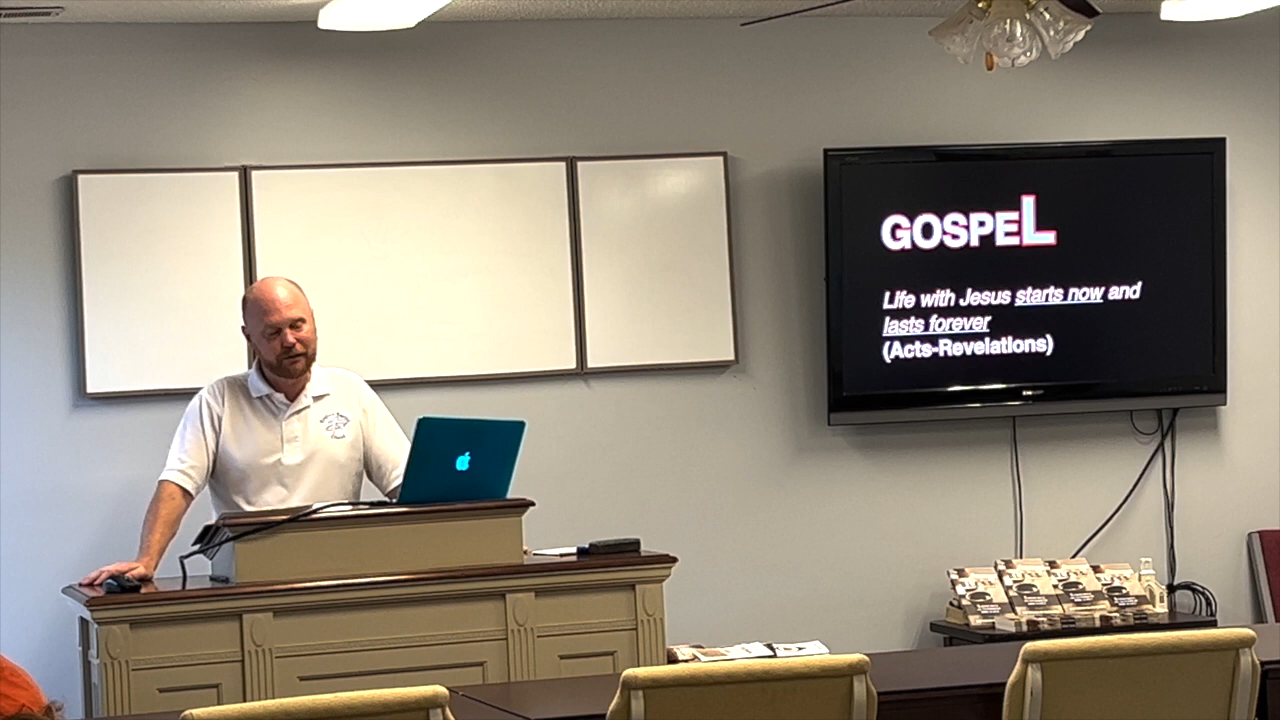 GOSPEL
Life with Jesus starts now and
lasts forever
(Acts-Revelations)